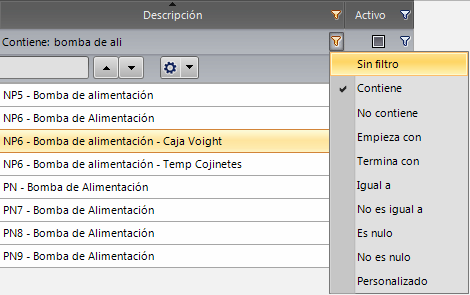 Descripción Activo
Contiene: bomba de ali
Sin filtro
Contiene
No contiene
Empieza con
Termina con
Igual a
No es igual a
Es nulo
No es nulo
Personalizado
NP5 - Bomba de alimentación
NP6 - Bomba de Alimentación
NP6 - Bomba de alimentación - Caja Voight
NP6 - Bomba de alimentación - Temp Cojinetes
PN - Bomba de Alimentación
PN7 - Bomba de Alimentación
PN8 - Bomba de Alimentación
PN9 - Bomba de Alimentación